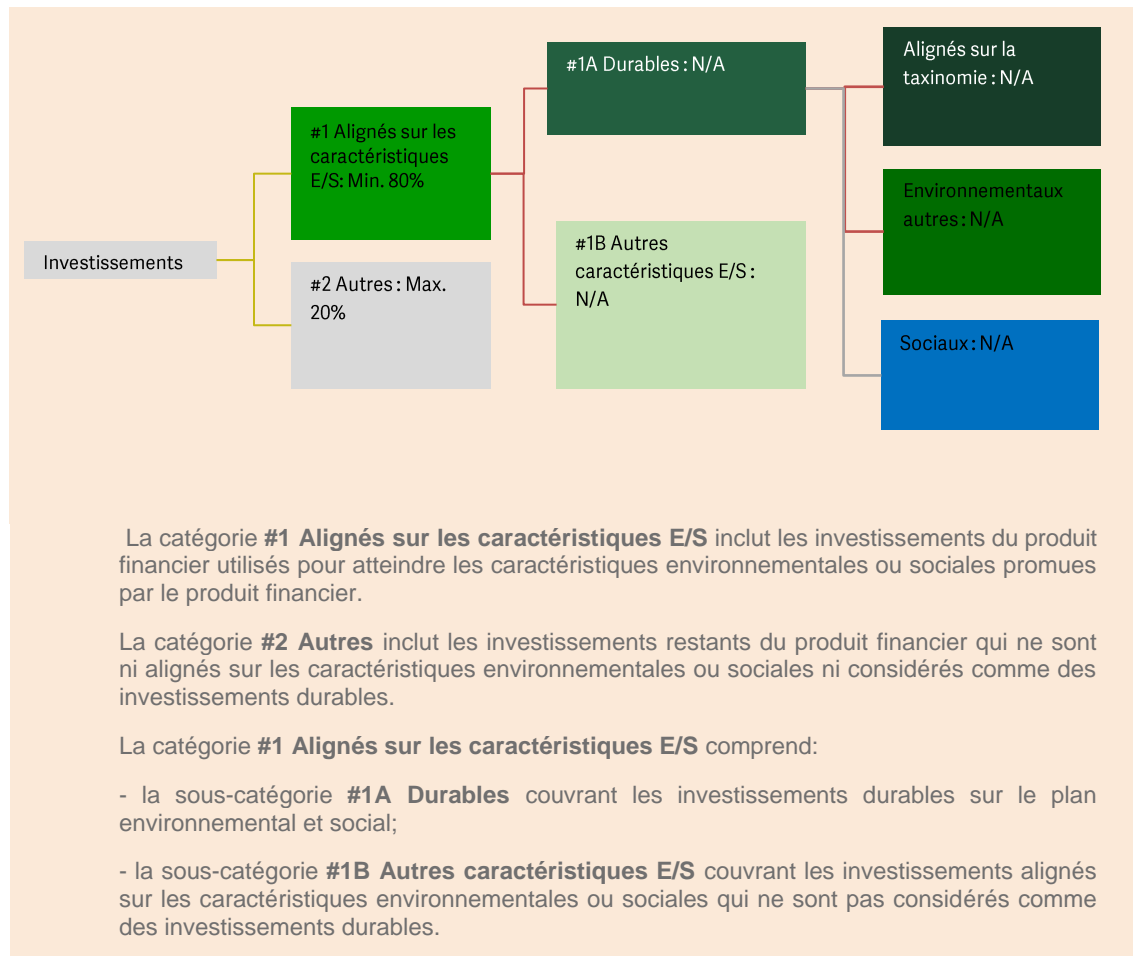 Investissements
#1 Alignés sur les
caractéristiques
E/S: Min. 80%
#2 Autres : Max.
20%
#1A Durables : N/A
#1B Autres
caractéristiques E/S :
N/A
Alignés sur la
taxinomie : N/A
Environnementaux
autres : N/A
Sociaux : N/A
La catégorie #1 Alignés sur les caractéristiques E/S inclut les investissements du produit
financier utilisés pour atteindre les caractéristiques environnementales ou sociales promues
par le produit financier.
La catégorie #2 Autres inclut les investissements restants du produit financier qui ne sont
ni alignés sur les caractéristiques environnementales ou sociales ni considérés comme des
investissements durables.
La catégorie #1 Alignés sur les caractéristiques E/S comprend:
- la sous-catégorie #1A Durables couvrant les investissements durables sur le plan
environnemental et social;
- la sous-catégorie #1B Autres caractéristiques E/S couvrant les investissements alignés
sur les caractéristiques environnementales ou sociales qui ne sont pas considérés comme
des investissements durables.